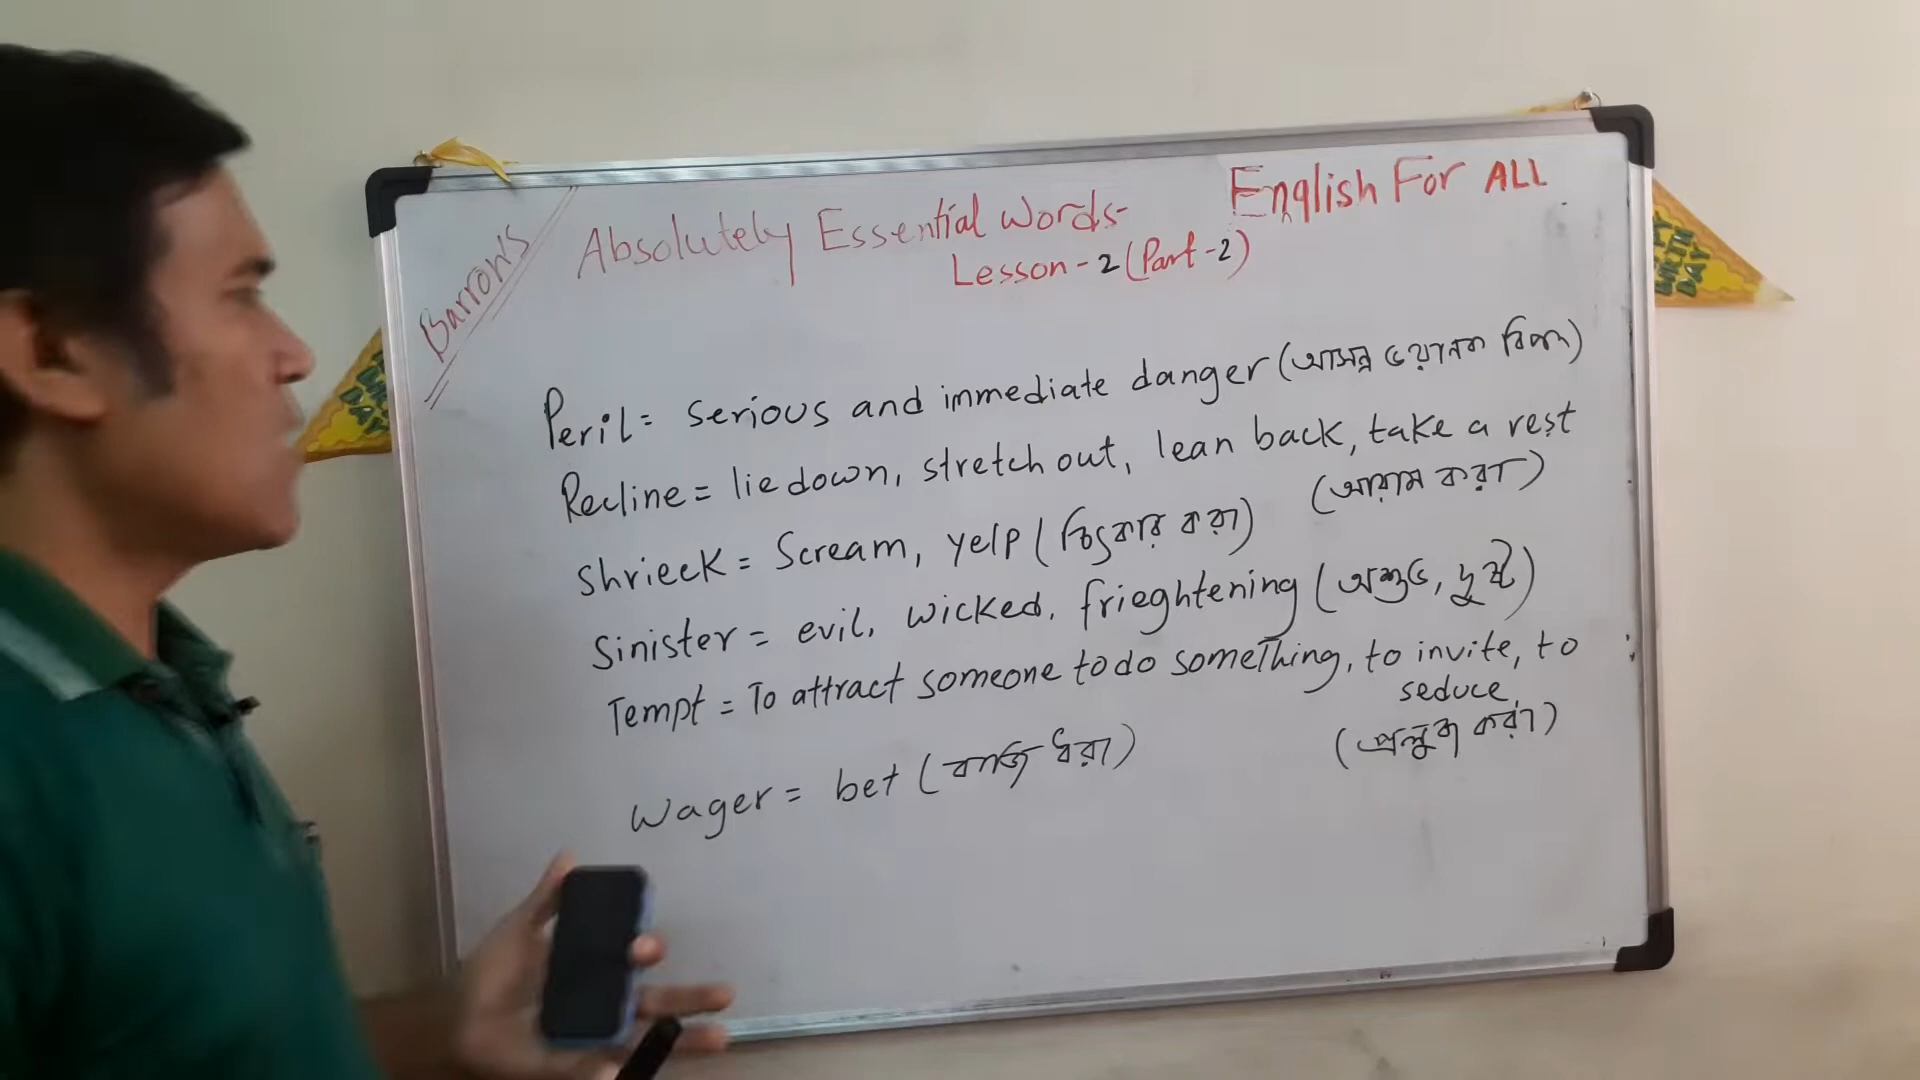 Barron's
Absolutely Essential Words-
English For ALL
Lesson-2 (Part-2)
Peril = serious and immediate danger (আসন্ন ভয়ানক বিপদ)
Recline = lie down, stretch out, lean back, take a rest
(আরাম করা)
Shrieck = Scream, yelp (চিৎকার করা)
Sinister = evil, wicked, frieghtening (অশুভ, দুষ্ট)
Tempt = To attract someone to do something, to invite, to
seduce,
(প্রলুব্ধ করা)
Wager = bet (বাজি ধরা)
DAY
BIRTH
DAY